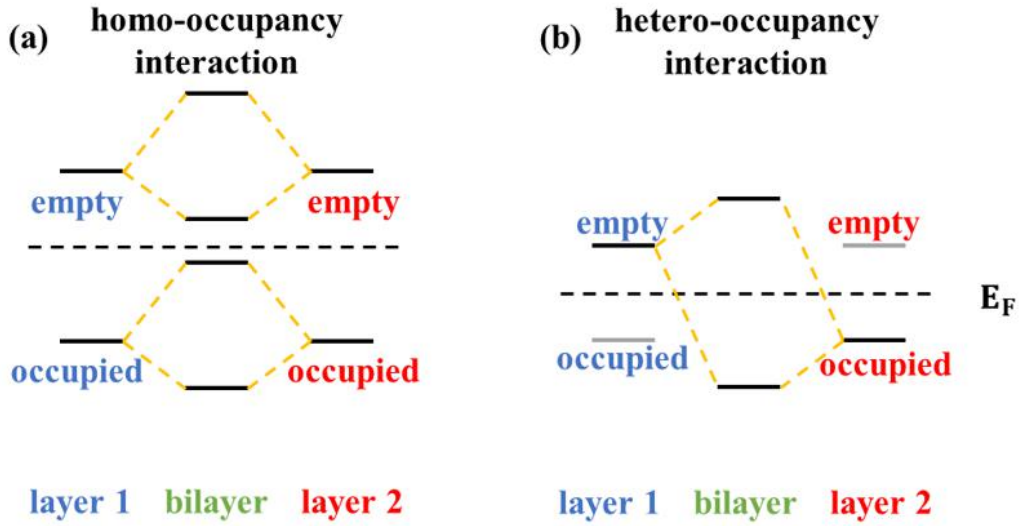 (a) homo-occupancy
interaction
empty empty
occupied occupied
layer 1 bilayer layer 2
(b) hetero-occupancy
interaction
empty empty
E_F
occupied occupied
layer 1 bilayer layer 2